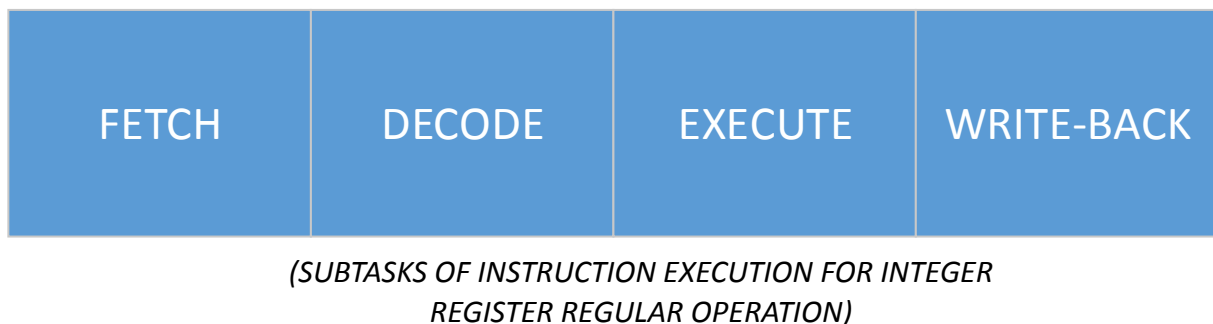 FETCH
DECODE
EXECUTE
WRITE-BACK
(SUBTASKS OF INSTRUCTION EXECUTION FOR INTEGER
REGISTER REGULAR OPERATION)